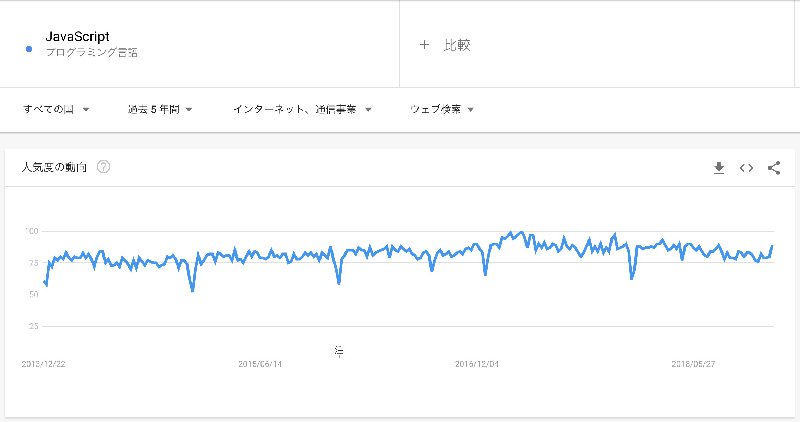 JavaScript
プログラミング言語
+ 比較
すべての国
過去 5 年間
インターネット、通信事業
ウェブ検索
人気度の動向
100
75
50
25
注
2013/12/22
2015/06/14
2016/12/04
2018/05/27